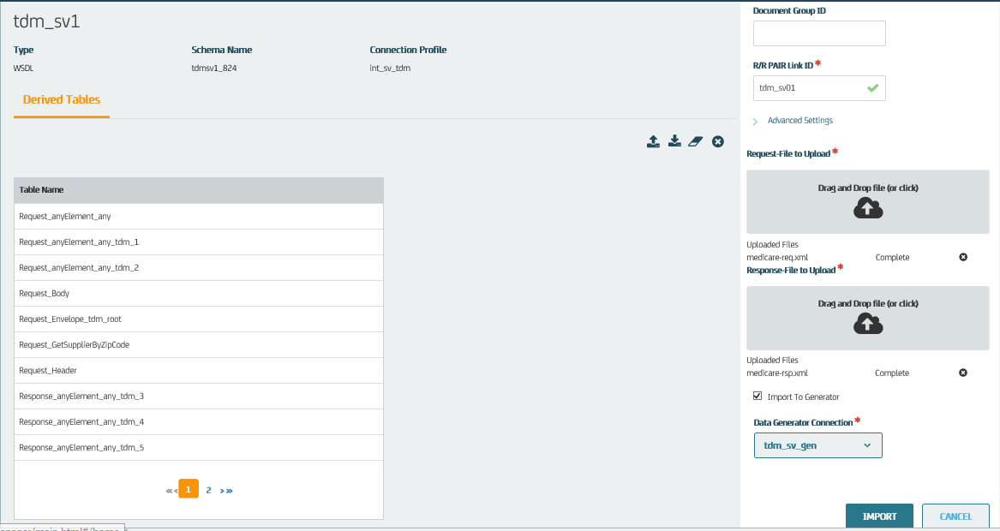 tdm_sv1
Type
Schema Name
Connection Profile
WSDL
tdmsv1_824
int_sv_tdm
Derived Tables
Table Name
Request_anyElement_any
Request_anyElement_any_tdm_1
Request_anyElement_any_tdm_2
Request_Body
Request_Envelope_tdm_root
Request_GetSupplierByZipCode
Request_Header
Response_anyElement_any_tdm_3
Response_anyElement_any_tdm_4
Response_anyElement_any_tdm_5
«‹ 1 2 ›»
Document Group ID
R/R PAIR Link ID *
tdm_sv01
Advanced Settings
Request-File to Upload *
Drag and Drop file (or click)
Uploaded Files
medicare-req.xml Complete
Response-File to Upload *
Drag and Drop file (or click)
Uploaded Files
medicare-rsp.xml Complete
Import To Generator
Data Generator Connection *
tdm_sv_gen
IMPORT
CANCEL